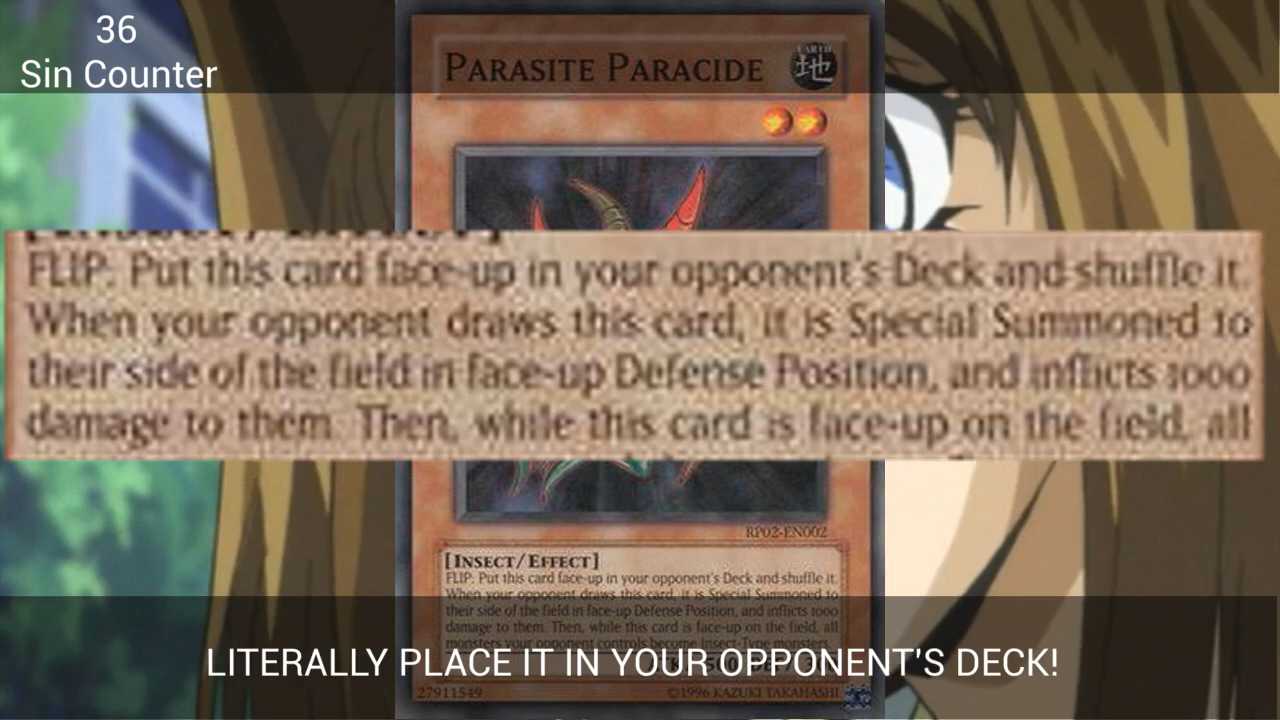 36
Sin Counter
PARASITE PARACIDE
EARTH
地
FLIP: Put this card face-up in your opponent's Deck and shuffle it.
When your opponent draws this card, it is Special Summoned to
their side of the field in face-up Defense Position, and inflicts 1000
damage to them. Then, while this card is face-up on the field, all
RP02-EN002
[INSECT/EFFECT]
FLIP: Put this card face-up in your opponent's Deck and shuffle it.
When your opponent draws this card, it is Special Summoned to
their side of the field in face-up Defense Position, and inflicts 1000
damage to them. Then, while this card is face-up on the field, all
monsters your opponent controls become Insect-Type monsters.
LITERALLY PLACE IT IN YOUR OPPONENT'S DECK!
27911549
©1996 KAZUKI TAKAHASHI